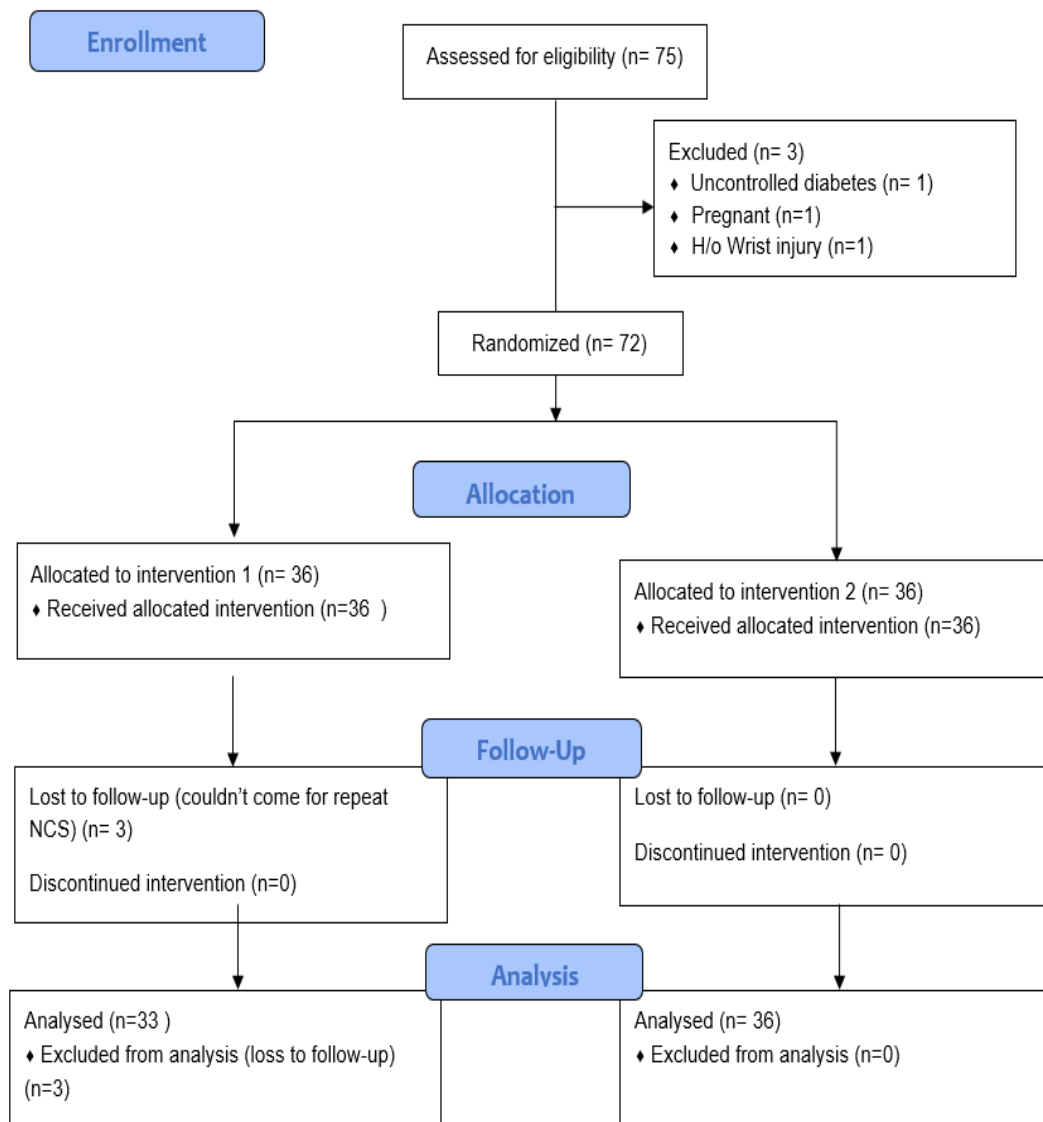 Enrollment
Assessed for eligibility (n= 75)
Excluded (n= 3)
♦ Uncontrolled diabetes (n= 1)
♦ Pregnant (n=1)
♦ H/o Wrist injury (n=1)
Randomized (n= 72)
Allocation
Allocated to intervention 1 (n= 36)
♦ Received allocated intervention (n=36 )
Allocated to intervention 2 (n= 36)
♦ Received allocated intervention (n=36)
Follow-Up
Lost to follow-up (couldn’t come for repeat
NCS) (n= 3)
Discontinued intervention (n=0)
Lost to follow-up (n= 0)
Discontinued intervention (n= 0)
Analysis
Analysed (n=33 )
♦ Excluded from analysis (loss to follow-up)
(n=3)
Analysed (n= 36)
♦ Excluded from analysis (n=0)